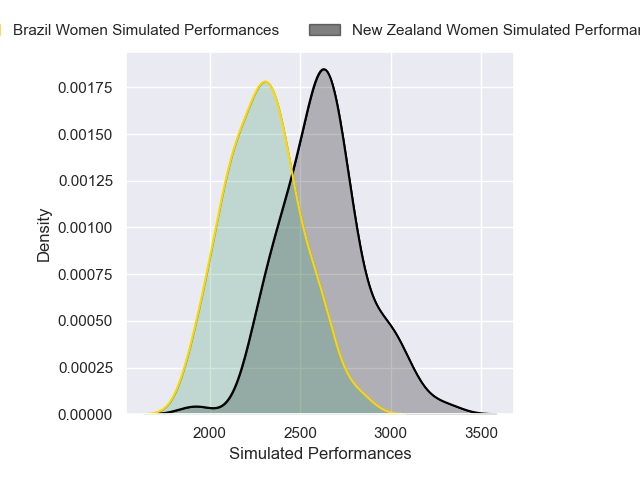 Brazil Women Simulated Performances
New Zealand Women Simulated
0.00175
0.00150
0.00125
0.00100
0.00075
0.00050
0.00025
0.00000
Density
2000 2500 3000 3500
Simulated Performances